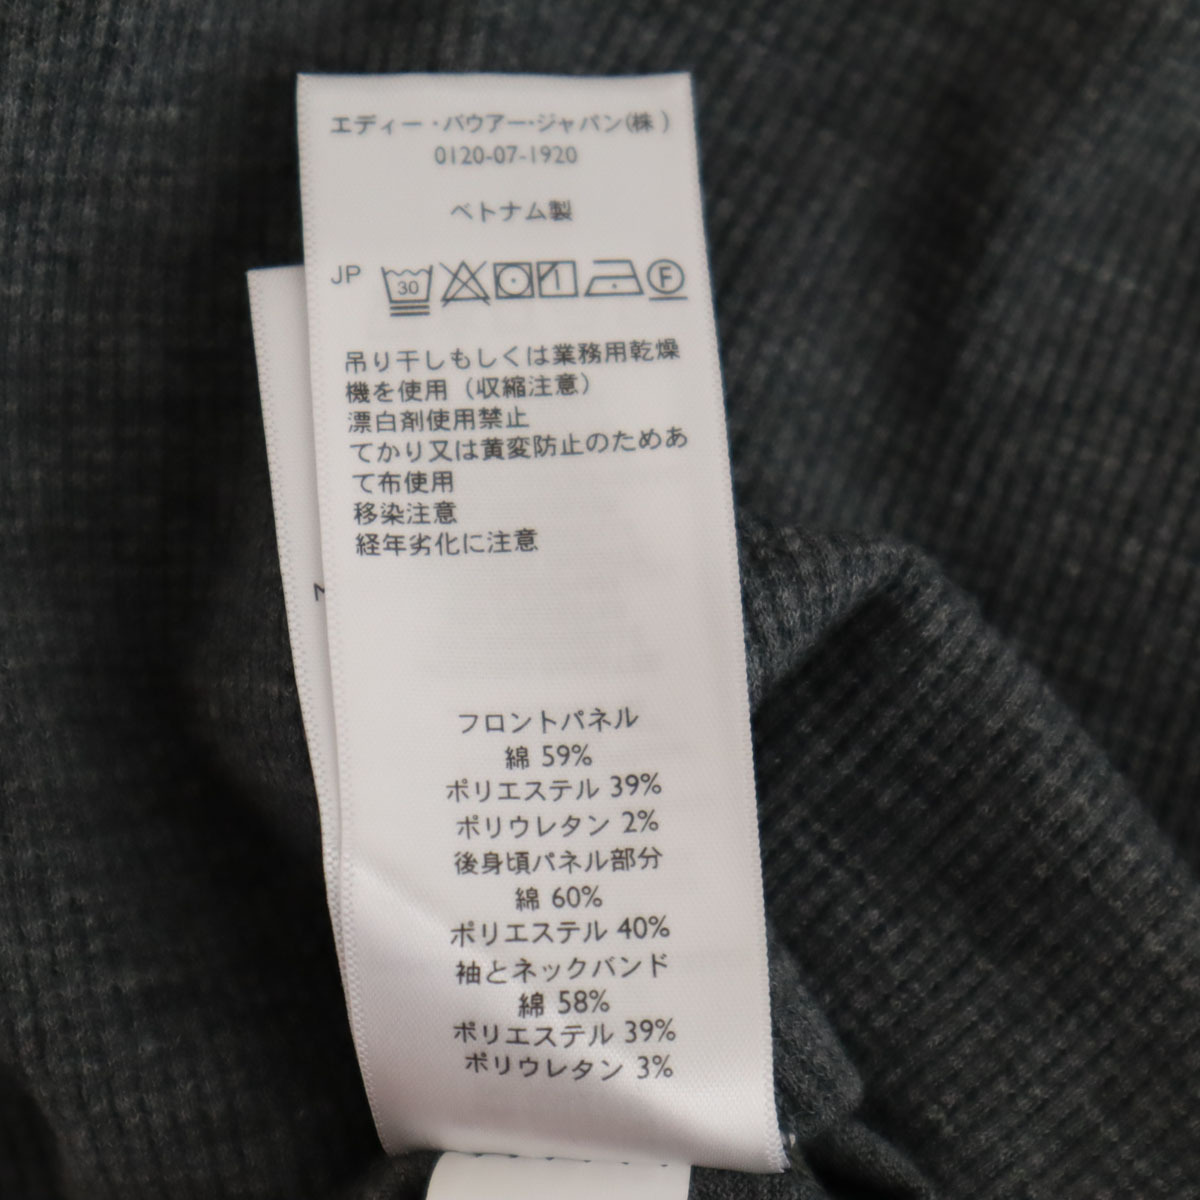 エディー・バウアー・ジャパン(株)
0120-07-1920
ベトナム製
JP 30 F
吊り干しもしくは業務用乾燥
機を使用（収縮注意）
漂白剤使用禁止
てかり又は黄変防止のためあ
て布使用
移染注意
経年劣化に注意
フロントパネル
綿 59%
ポリエステル 39%
ポリウレタン 2%
後身頃パネル部分
綿 60%
ポリエステル 40%
袖とネックバンド
綿 58%
ポリエステル 39%
ポリウレタン 3%